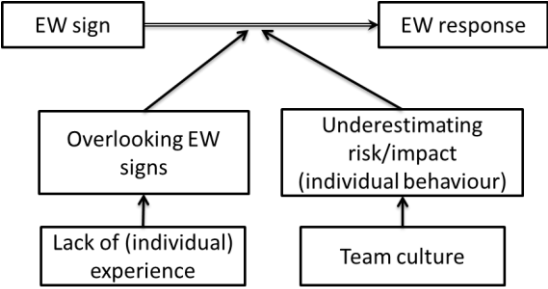 EW sign
EW response
Overlooking EW
signs
Underestimating
risk/impact
(individual behaviour)
Lack of (individual)
experience
Team culture